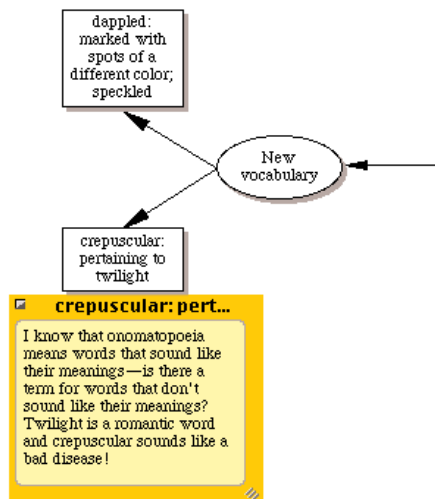 dappled:
marked with
spots of a
different color;
speckled
New
vocabulary
crepuscular:
pertaining to
twilight
crepuscular: pert...
I know that onomatopoeia
means words that sound like
their meanings—is there a
term for words that don't
sound like their meanings?
Twilight is a romantic word
and crepuscular sounds like a
bad disease!